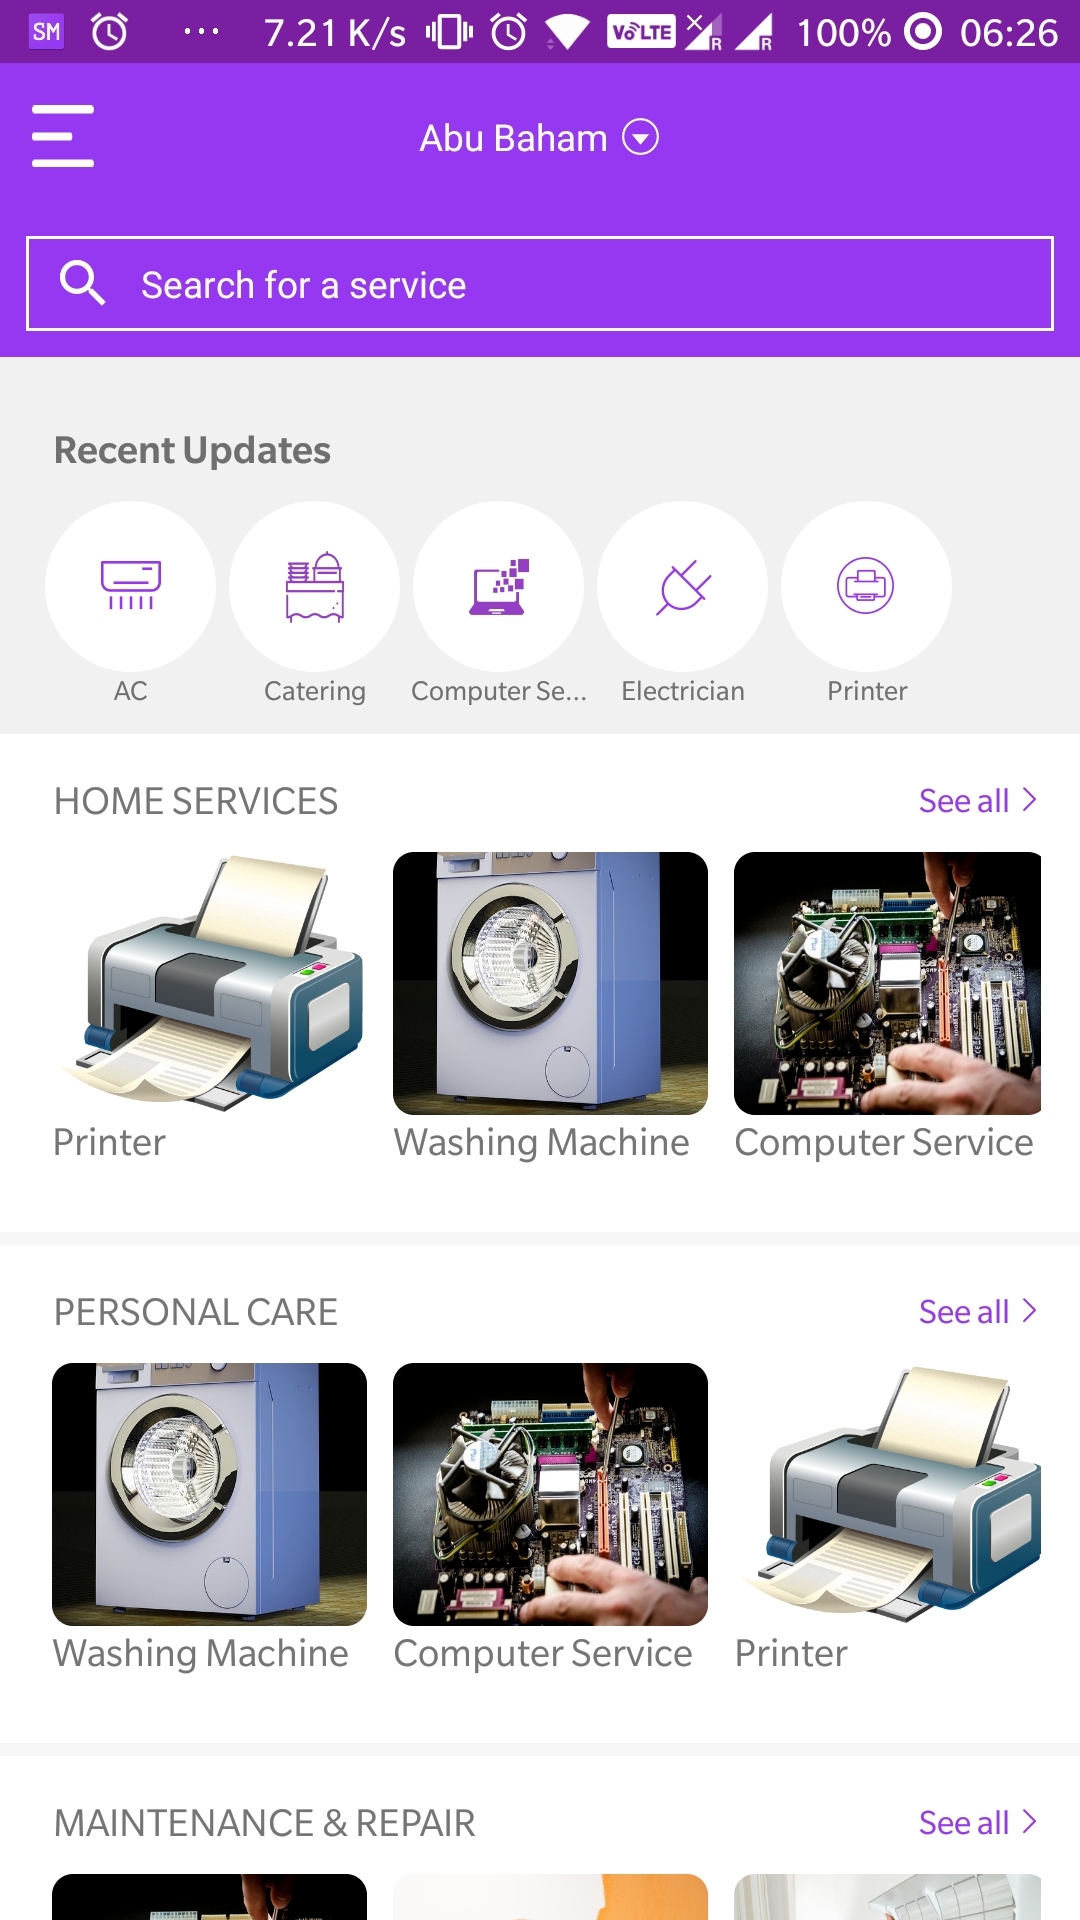 SM ... 7.21 K/s VoLTE R R 100% 06:26
Abu Baham
Search for a service
Recent Updates
AC Catering Computer Se... Electrician Printer
HOME SERVICES See all
Printer Washing Machine Computer Service
PERSONAL CARE See all
Washing Machine Computer Service Printer
MAINTENANCE & REPAIR See all